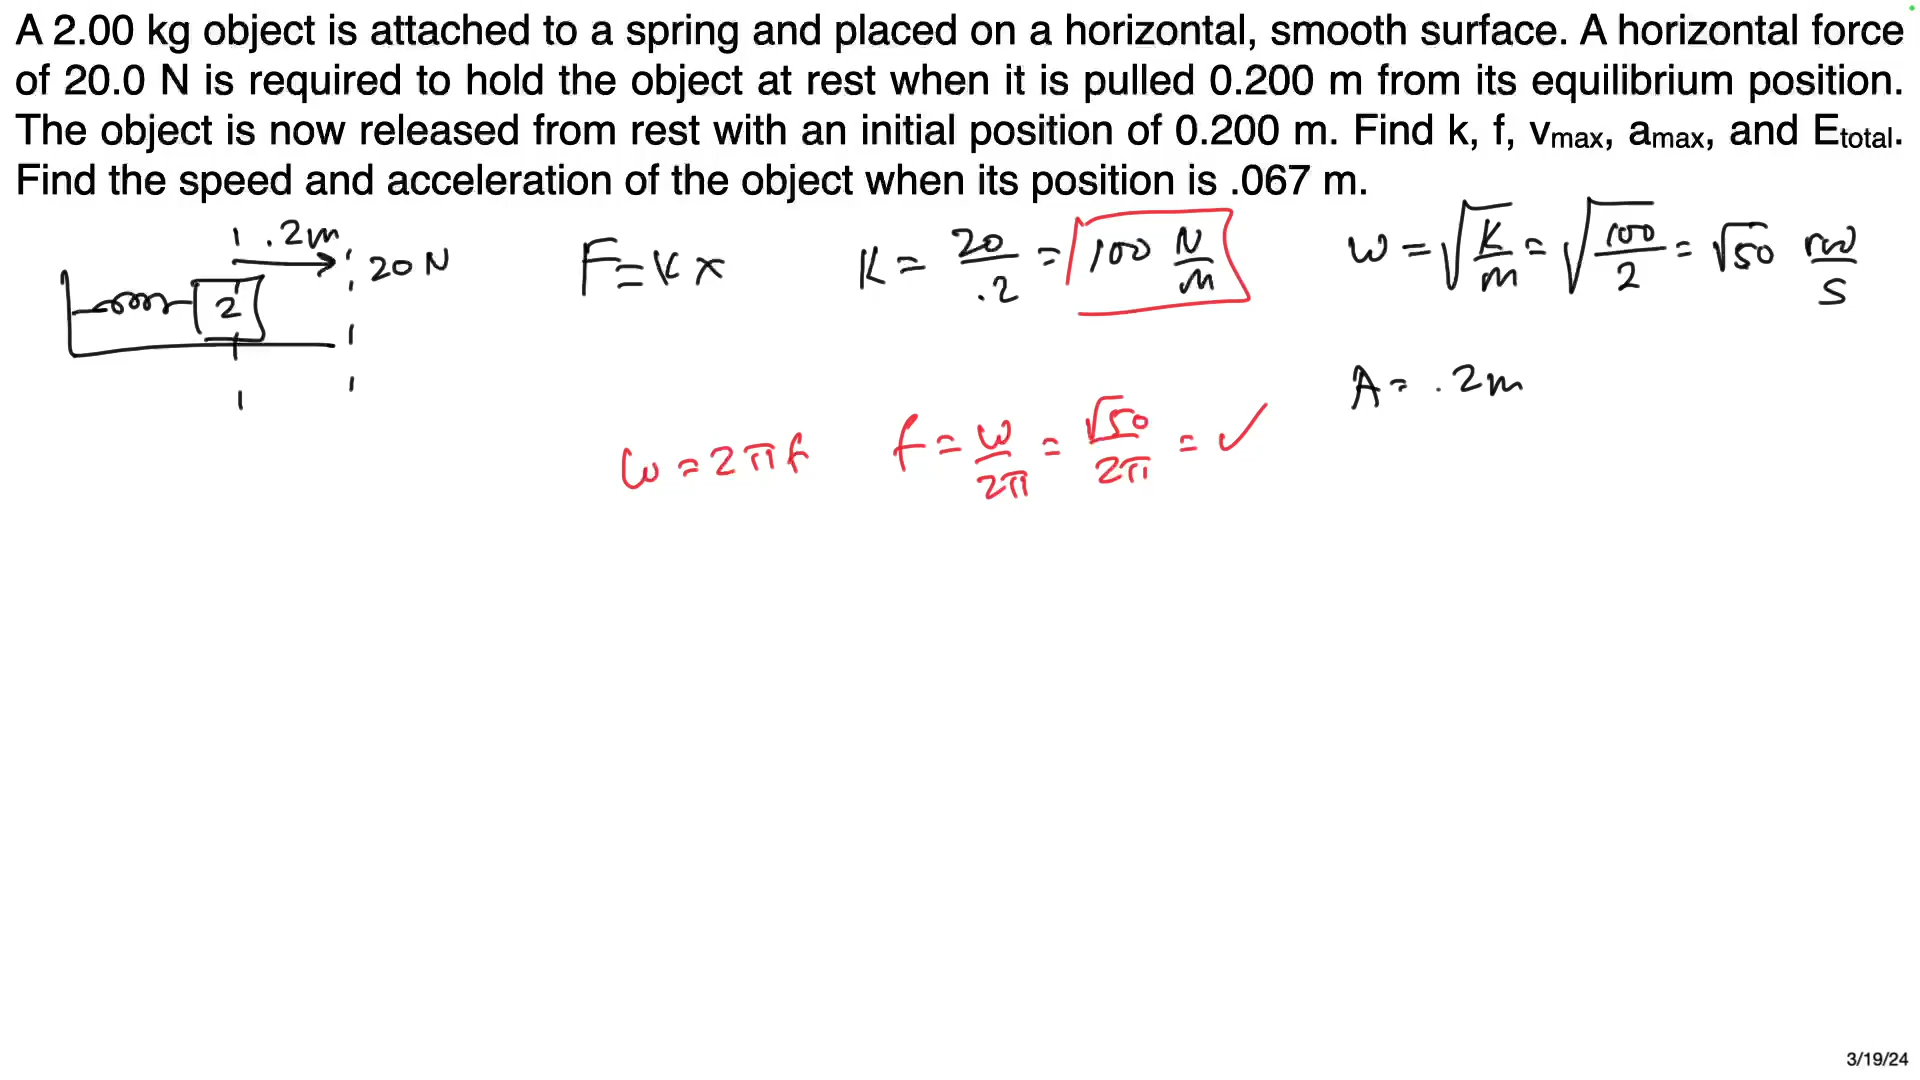 A 2.00 kg object is attached to a spring and placed on a horizontal, smooth surface. A horizontal force
of 20.0 N is required to hold the object at rest when it is pulled 0.200 m from its equilibrium position.
The object is now released from rest with an initial position of 0.200 m. Find k, f, vmax, amax, and Etotal.
Find the speed and acceleration of the object when its position is .067 m.
.2m
20 N
2
F = kx
K = 20/.2 = 100 N/m
ω = √(k/m) = √(100/2) = √50 rad/s
A = .2m
ω = 2πf
f = ω/2π = √50/2π = ✓
3/19/24